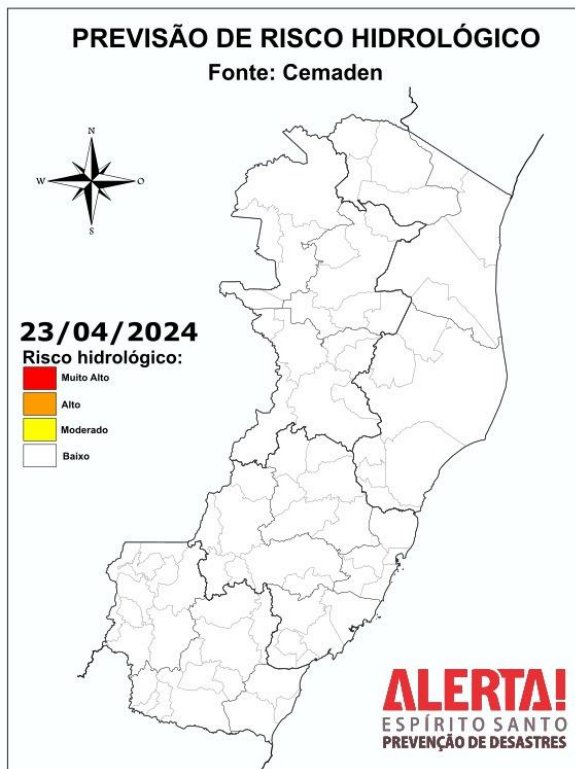 PREVISÃO DE RISCO HIDROLÓGICO
Fonte: Cemaden
N
W
O
S
23/04/2024
Risco hidrológico:
Muito Alto
Alto
Moderado
Baixo
ALERTA!
ESPÍRITO SANTO
PREVENÇÃO DE DESASTRES